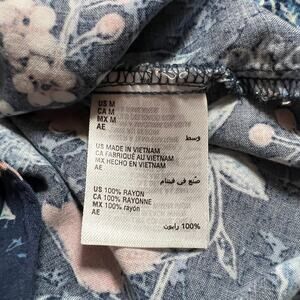 US M
CA M
MX M
AE
وسط
US MADE IN VIETNAM
CA FABRIQUÉ AU VIETNAM
MX HECHO EN VIETNAM
AE
صنع في فيتنام
US 100% RAYON
CA 100% RAYONNE
MX 100% rayón
AE
100% رايون